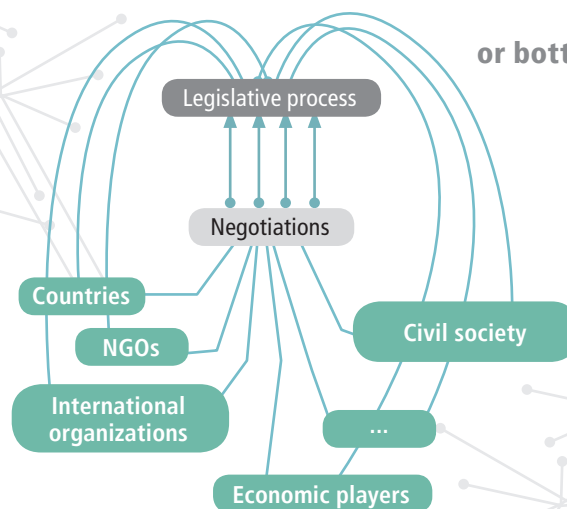 or bott
Legislative process
Negotiations
Countries
NGOs
Civil society
International
organizations
...
Economic players